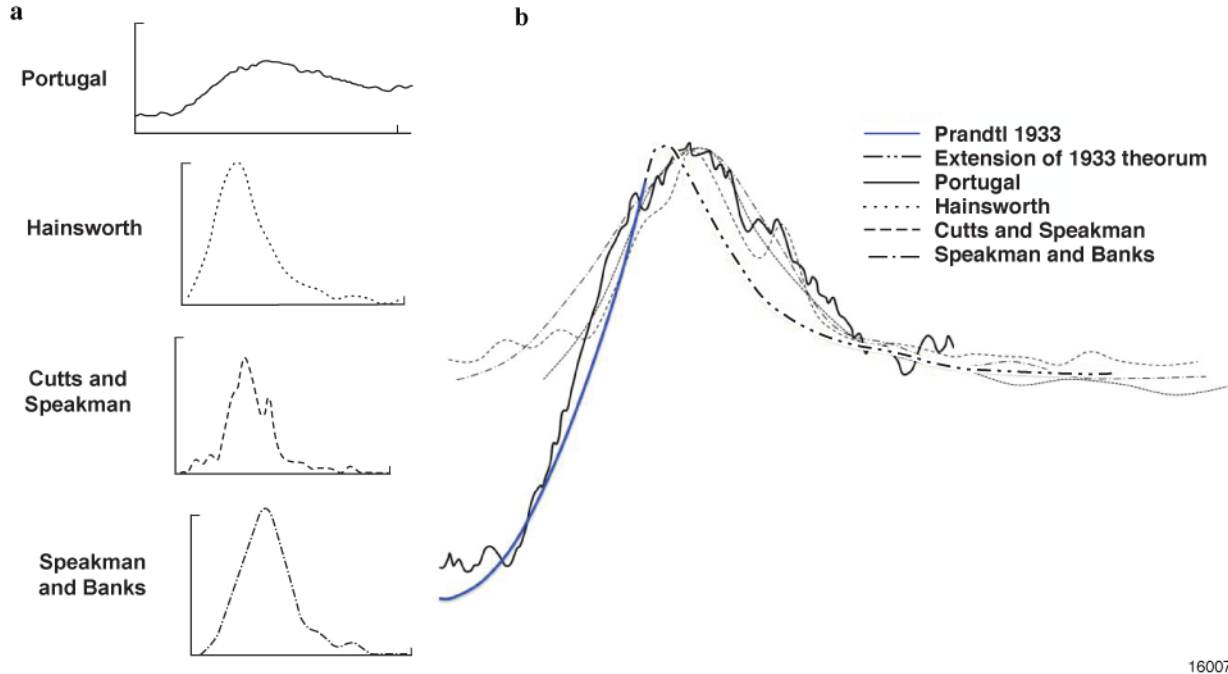 a
Portugal
Hainsworth
Cutts and
Speakman
Speakman
and Banks
b
Prandtl 1933
Extension of 1933 theorum
Portugal
Hainsworth
Cutts and Speakman
Speakman and Banks
16007